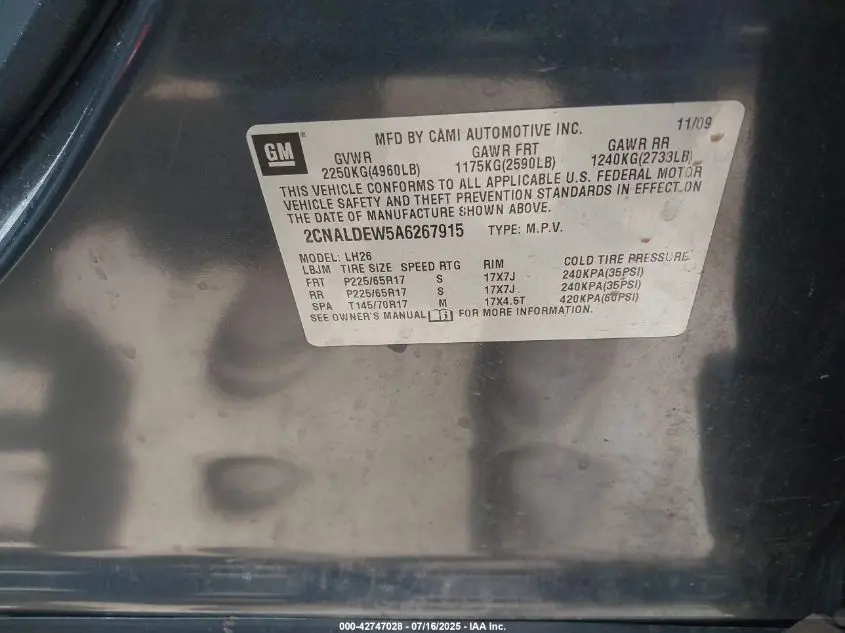 GM
MFD BY CAMI AUTOMOTIVE INC.
11/09
GVWR GAWR FRT GAWR RR
2250KG(4960LB) 1175KG(2590LB) 1240KG(2733LB)
THIS VEHICLE CONFORMS TO ALL APPLICABLE U.S. FEDERAL MOTOR
VEHICLE SAFETY AND THEFT PREVENTION STANDARDS IN EFFECT ON
THE DATE OF MANUFACTURE SHOWN ABOVE.
2CNALDEW5A6267915 TYPE: M.P.V.
MODEL: LH26
LBJM TIRE SIZE SPEED RTG RIM COLD TIRE PRESSURE
FRT P225/65R17 S 17X7J 240KPA(35PSI)
RR P225/65R17 S 17X7J 240KPA(35PSI)
SPA T145/70R17 M 17X4.5T 420KPA(60PSI)
SEE OWNER'S MANUAL FOR MORE INFORMATION.
000-42747028 - 07/16/2025 - IAA Inc.